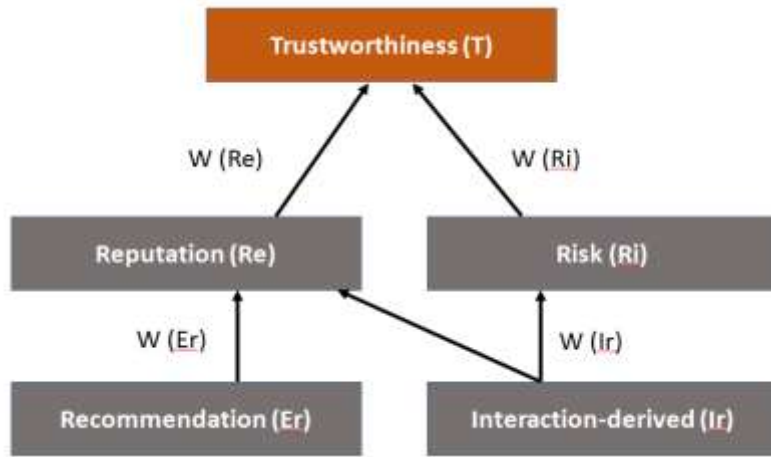 Trustworthiness (T)
W (Re)
W (Ri)
Reputation (Re)
Risk (Ri)
W (Er)
W (Ir)
Recommendation (Er)
Interaction-derived (Ir)